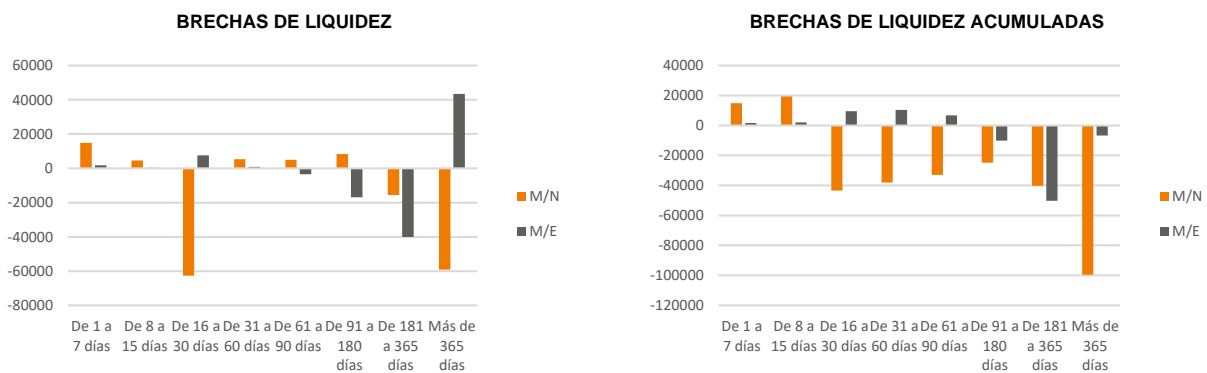 BRECHAS DE LIQUIDEZ
60000
40000
20000
0
-20000
-40000
-60000
-80000
De 1 a 7 días
De 8 a 15 días
De 16 a 30 días
De 31 a 60 días
De 61 a 90 días
De 91 a 180 días
De 181 a 365 días
Más de 365 días
M/N
M/E
BRECHAS DE LIQUIDEZ ACUMULADAS
40000
20000
0
-20000
-40000
-60000
-80000
-100000
-120000
De 1 a 7 días
De 8 a 15 días
De 16 a 30 días
De 31 a 60 días
De 61 a 90 días
De 91 a 180 días
De 181 a 365 días
Más de 365 días
M/N
M/E